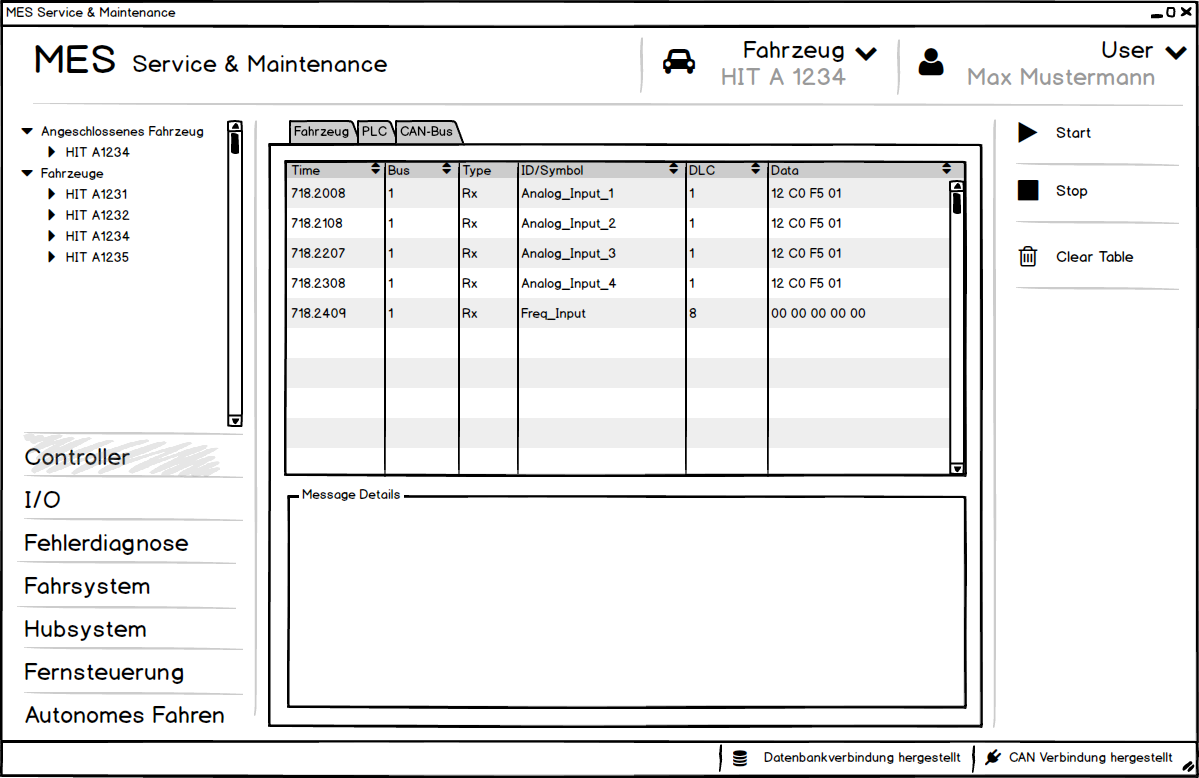 MES Service & Maintenance
MES Service & Maintenance
Fahrzeug
HIT A 1234
User
Max Mustermann
Angeschlossenes Fahrzeug
HIT A1234
Fahrzeuge
HIT A1231
HIT A1232
HIT A1234
HIT A1235
Controller
I/O
Fehlerdiagnose
Fahrsystem
Hubsystem
Fernsteuerung
Autonomes Fahren
Fahrzeug PLC CAN-Bus
Time Bus Type ID/Symbol DLC Data
718.2008 1 Rx Analog_Input_1 1 12 C0 F5 01
718.2108 1 Rx Analog_Input_2 1 12 C0 F5 01
718.2207 1 Rx Analog_Input_3 1 12 C0 F5 01
718.2308 1 Rx Analog_Input_4 1 12 C0 F5 01
718.2409 1 Rx Freq_Input 8 00 00 00 00 00
Message Details
Start
Stop
Clear Table
Datenbankverbindung hergestellt
CAN Verbindung hergestellt